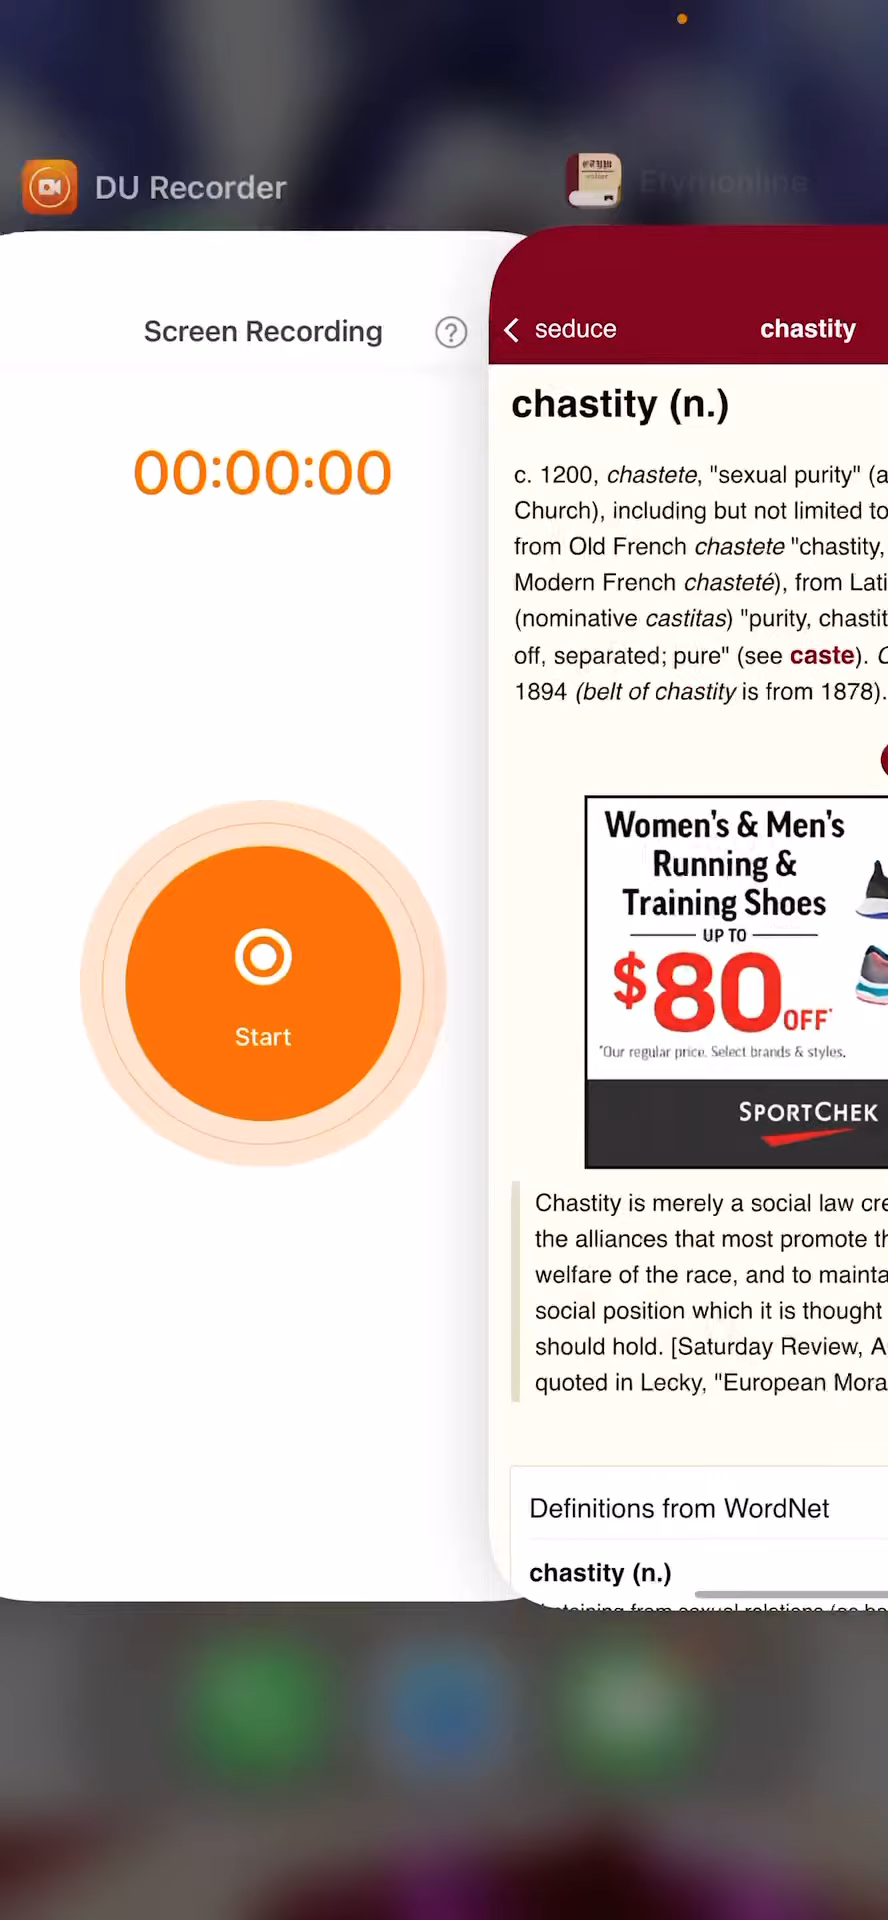 DU Recorder
Etymonline
Screen Recording
?
00:00:00
Start
seduce
chastity
chastity (n.)
c. 1200, chastete, "sexual purity" (a
Church), including but not limited to
from Old French chastete "chastity,
Modern French chasteté), from Lati
(nominative castitas) "purity, chastit
off, separated; pure" (see caste). C
1894 (belt of chastity is from 1878).
Women's & Men's
Running &
Training Shoes
UP TO
$80 OFF*
*Our regular price. Select brands & styles.
SPORTCHEK
Chastity is merely a social law cre
the alliances that most promote th
welfare of the race, and to mainta
social position which it is thought
should hold. [Saturday Review, A
quoted in Lecky, "European Mora
Definitions from WordNet
chastity (n.)